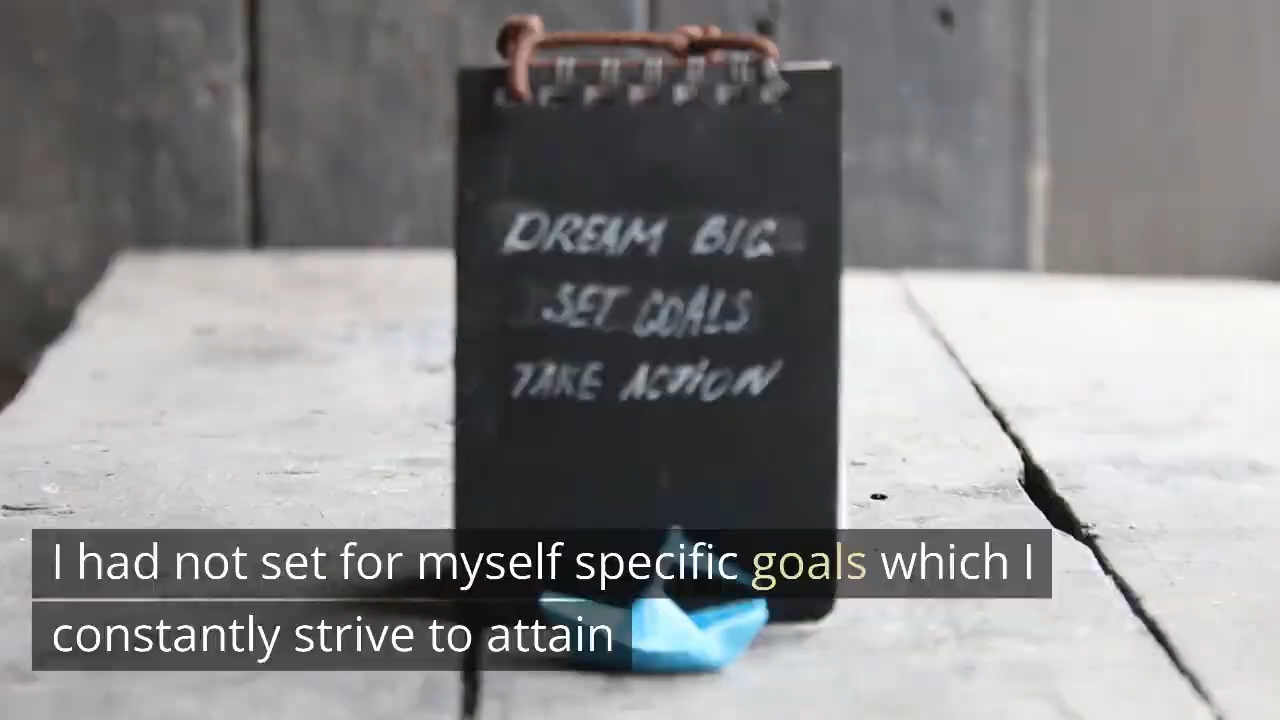 DREAM BIG
SET GOALS
TAKE ACTION
I had not set for myself specific goals which I
constantly strive to attain